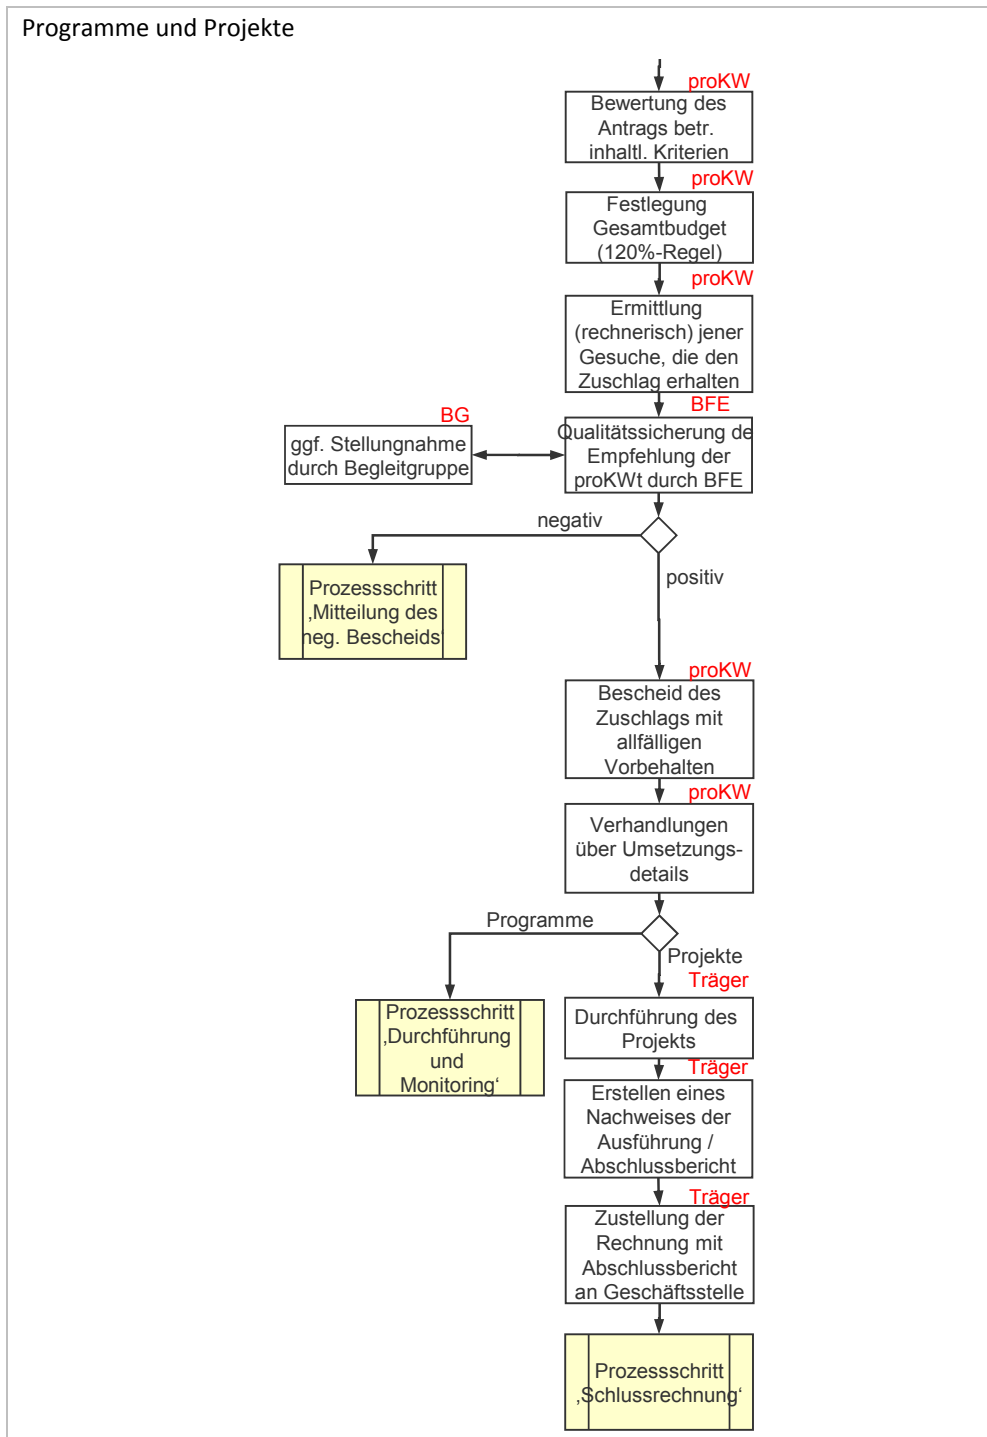 Programme und Projekte
proKW
Bewertung des
Antrags betr.
inhaltl. Kriterien
proKW
Festlegung
Gesamtbudget
(120%-Regel)
proKW
Ermittlung
(rechnerisch) jener
Gesuche, die den
Zuschlag erhalten
BFE
Qualitätssicherung de
Empfehlung der
proKWt durch BFE
BG
ggf. Stellungnahme
durch Begleitgruppe
negativ
positiv
Prozessschritt
‚Mitteilung des
neg. Bescheids‘
proKW
Bescheid des
Zuschlags mit
allfälligen
Vorbehalten
proKW
Verhandlungen
über Umsetzungs-
details
Programme
Projekte
Prozessschritt
‚Durchführung
und
Monitoring‘
Träger
Durchführung des
Projekts
Träger
Erstellen eines
Nachweises der
Ausführung /
Abschlussbericht
Träger
Zustellung der
Rechnung mit
Abschlussbericht
an Geschäftsstelle
Prozessschritt
‚Schlussrechnung‘